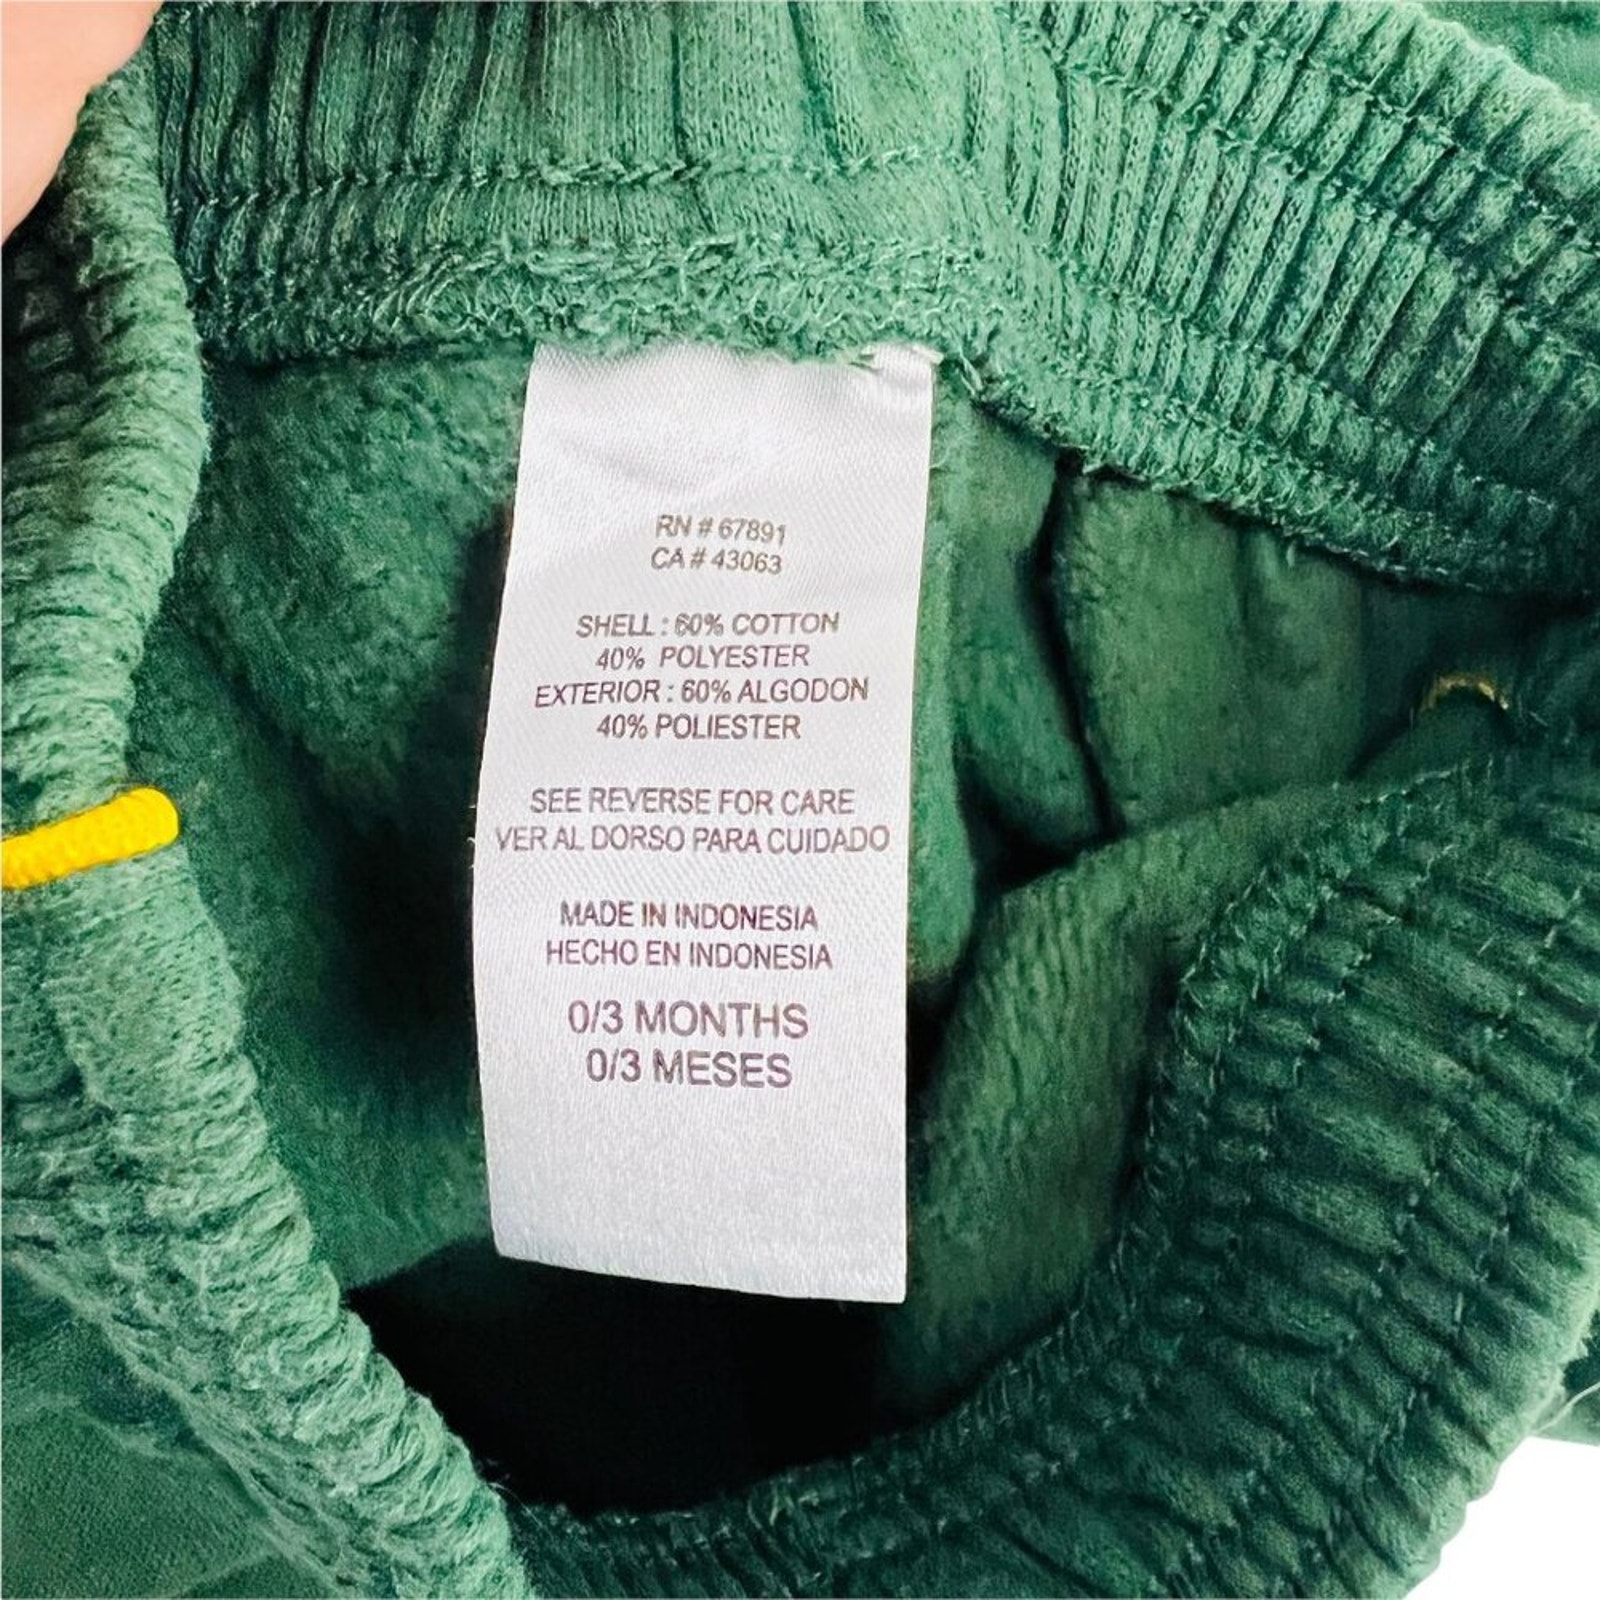 RN # 67891
CA # 43063
SHELL : 60% COTTON
40% POLYESTER
EXTERIOR : 60% ALGODON
40% POLIESTER
SEE REVERSE FOR CARE
VER AL DORSO PARA CUIDADO
MADE IN INDONESIA
HECHO EN INDONESIA
0/3 MONTHS
0/3 MESES